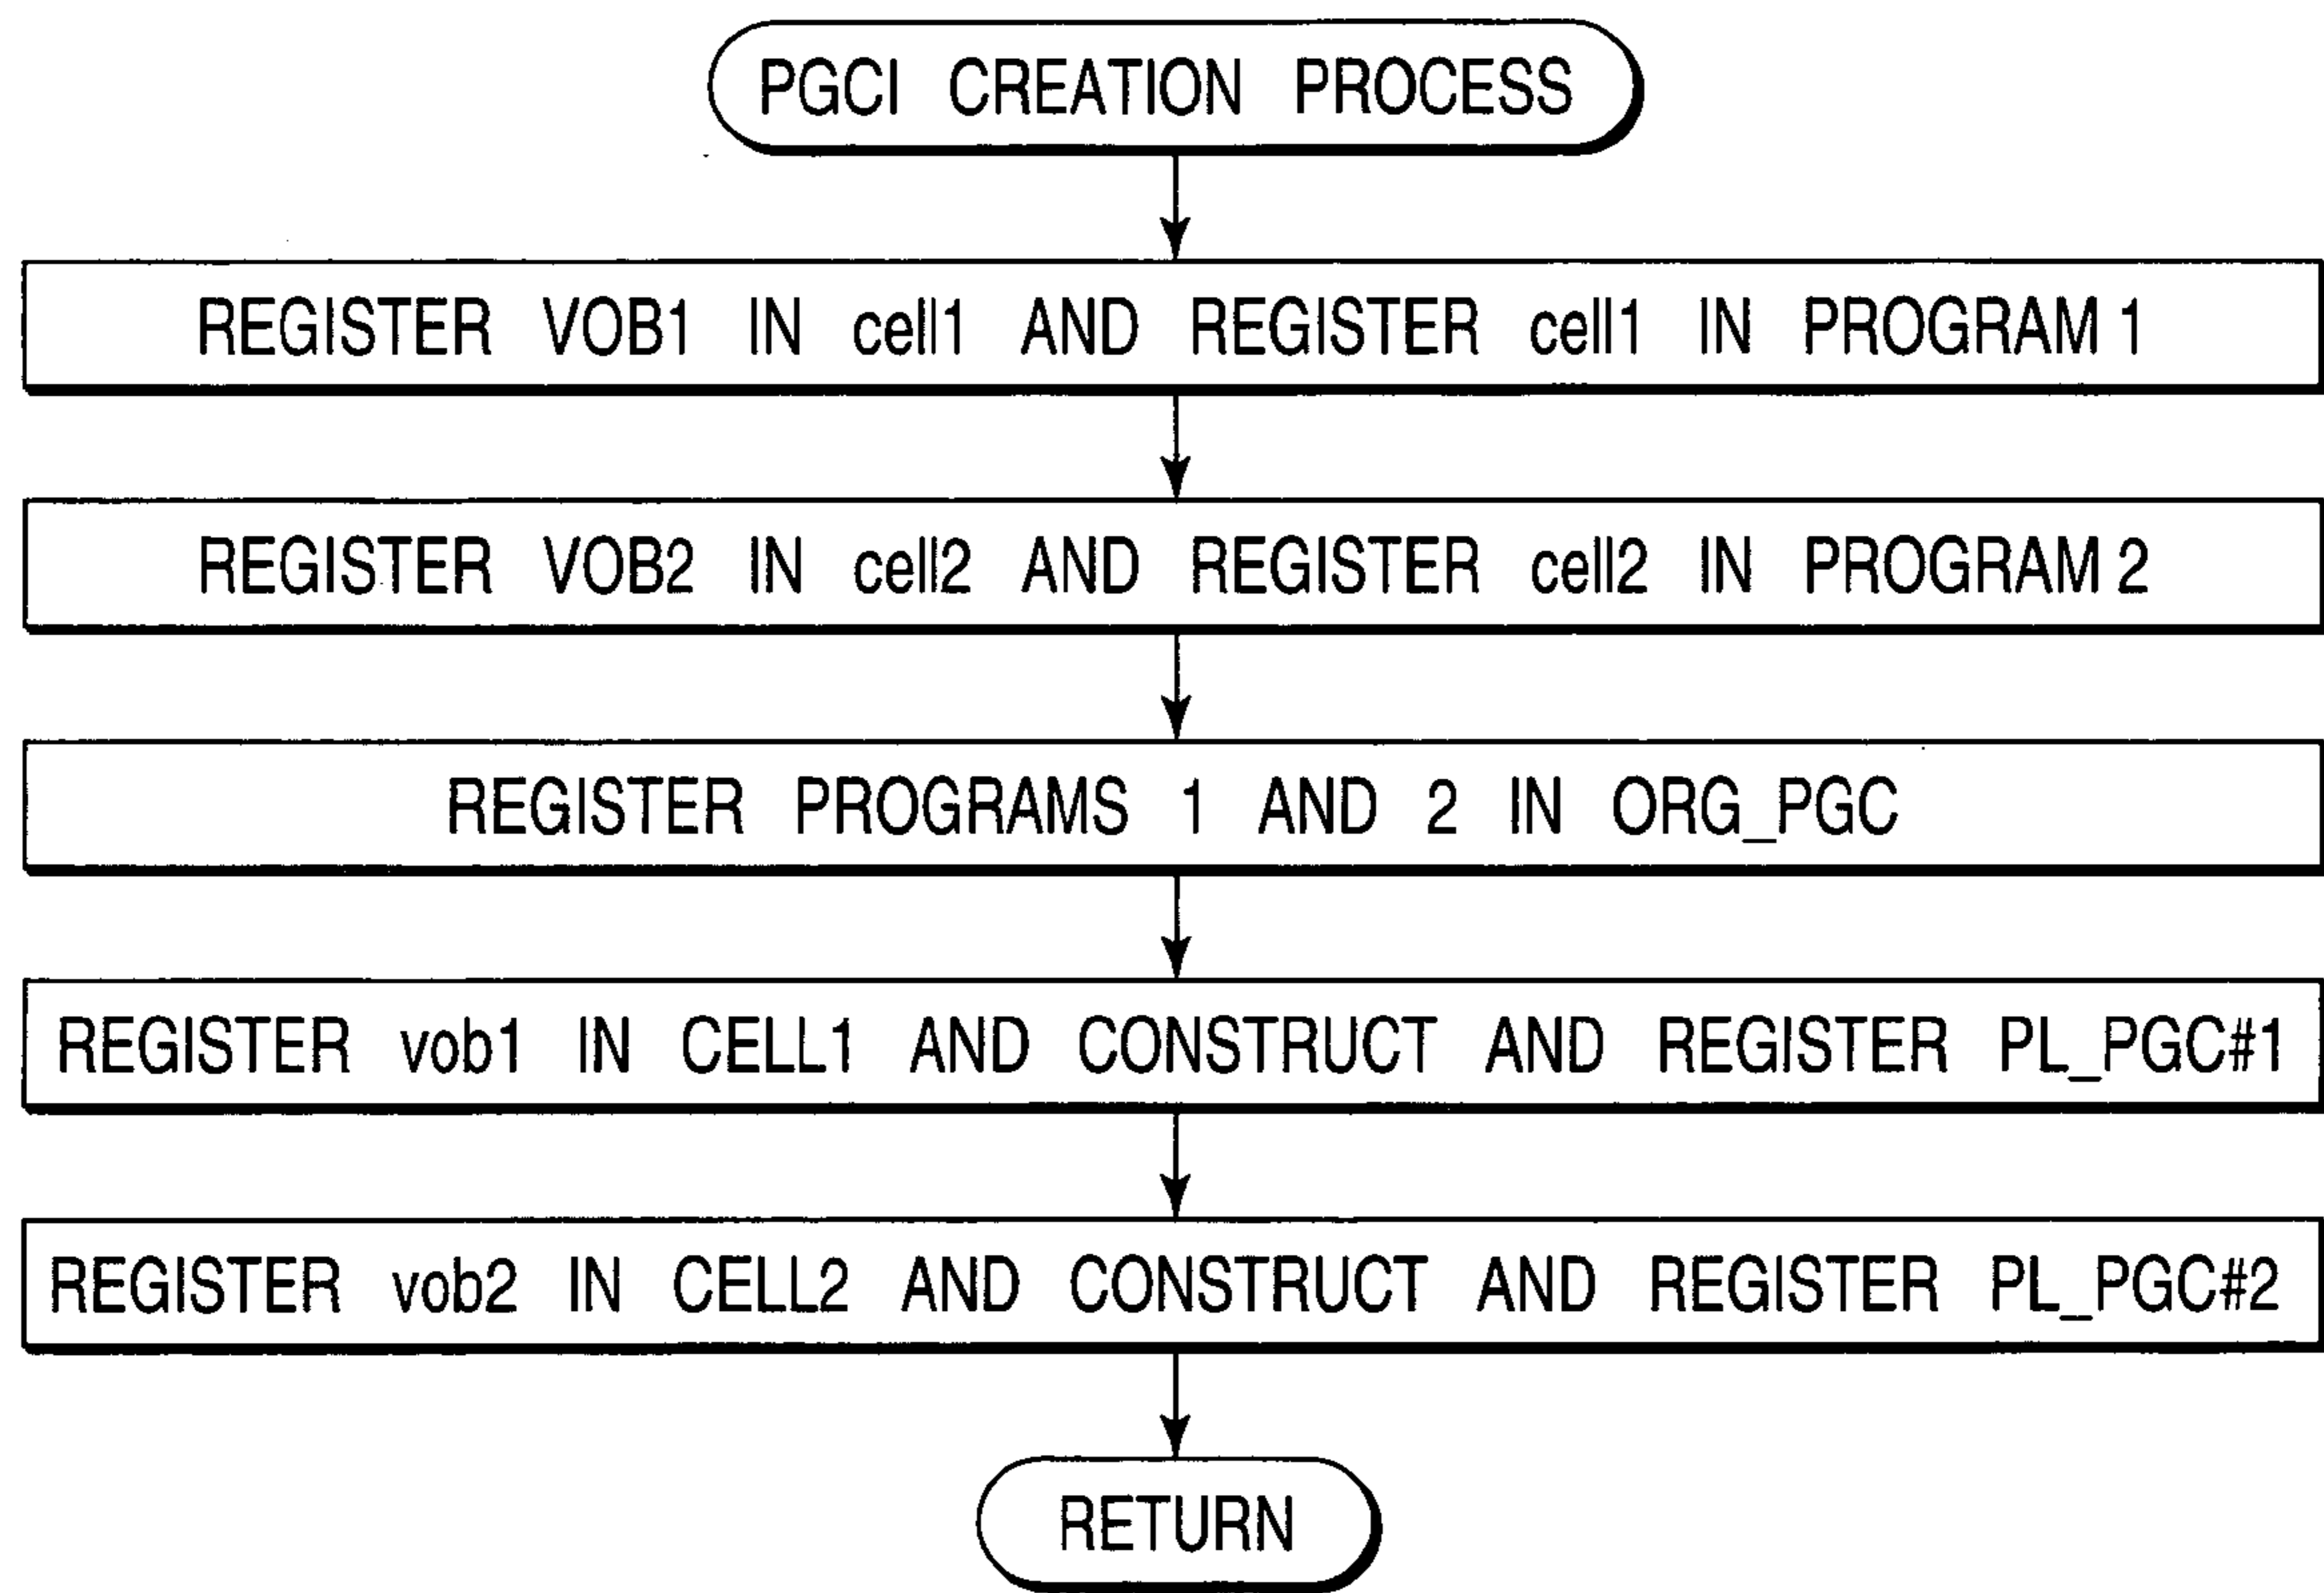 PGCI CREATION PROCESS
REGISTER VOB1 IN cell1 AND REGISTER cell1 IN PROGRAM 1
REGISTER VOB2 IN cell2 AND REGISTER cell2 IN PROGRAM 2
REGISTER PROGRAMS 1 AND 2 IN ORG_PGC
REGISTER vob1 IN CELL1 AND CONSTRUCT AND REGISTER PL_PGC#1
REGISTER vob2 IN CELL2 AND CONSTRUCT AND REGISTER PL_PGC#2
RETURN